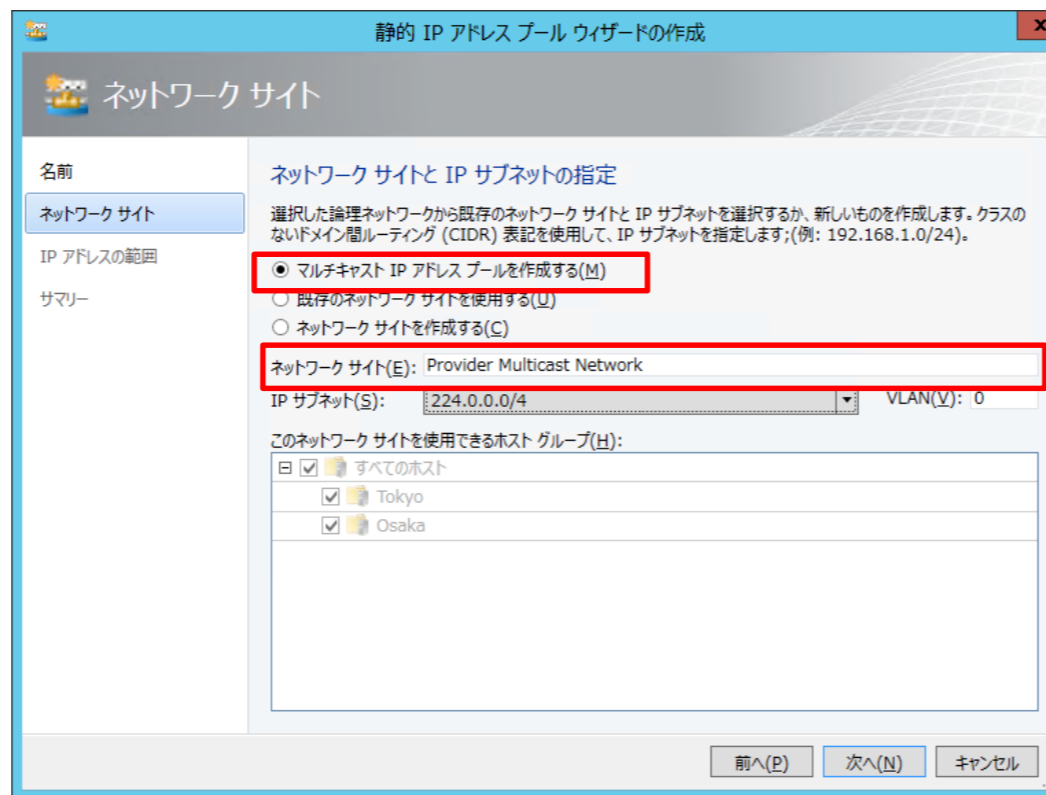 静的 IP アドレス プール ウィザードの作成
x
ネットワーク サイト
名前
ネットワーク サイト
IP アドレスの範囲
サマリー
ネットワーク サイトと IP サブネットの指定
選択した論理ネットワークから既存のネットワーク サイトと IP サブネットを選択するか、新しいものを作成します。クラスの
ないドメイン間ルーティング (CIDR) 表記を使用して、IP サブネットを指定します;(例: 192.168.1.0/24)。
マルチキャスト IP アドレス プールを作成する(M)
既存のネットワーク サイトを使用する(U)
ネットワーク サイトを作成する(C)
ネットワーク サイト(E): Provider Multicast Network
IP サブネット(S): 224.0.0.0/4 VLAN(V): 0
このネットワーク サイトを使用できるホスト グループ(H):
すべてのホスト
Tokyo
Osaka
前へ(P) 次へ(N) キャンセル